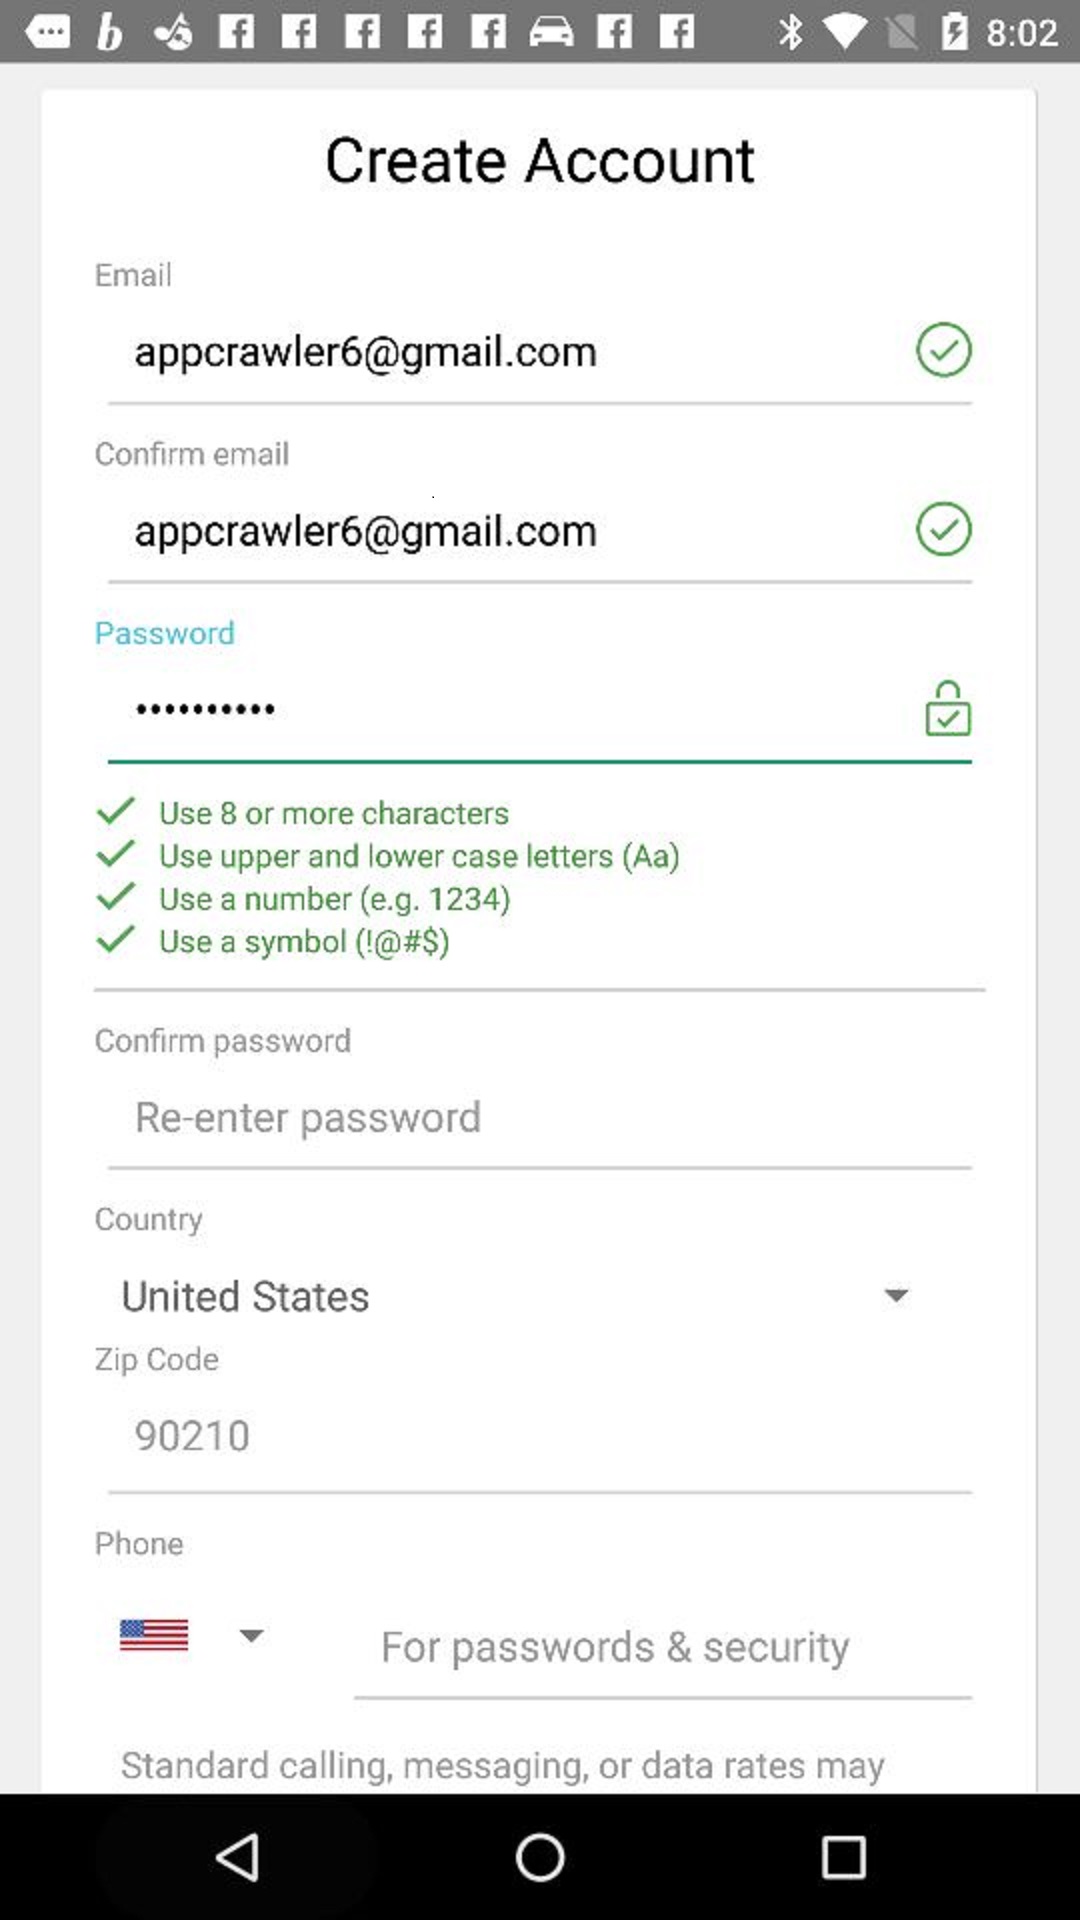 8:02
Create Account
Email
appcrawler6@gmail.com
Confirm email
appcrawler6@gmail.com
Password
••••••••••
Use 8 or more characters
Use upper and lower case letters (Aa)
Use a number (e.g. 1234)
Use a symbol (!@#$)
Confirm password
Re-enter password
Country
United States
Zip Code
90210
Phone
For passwords & security
Standard calling, messaging, or data rates may